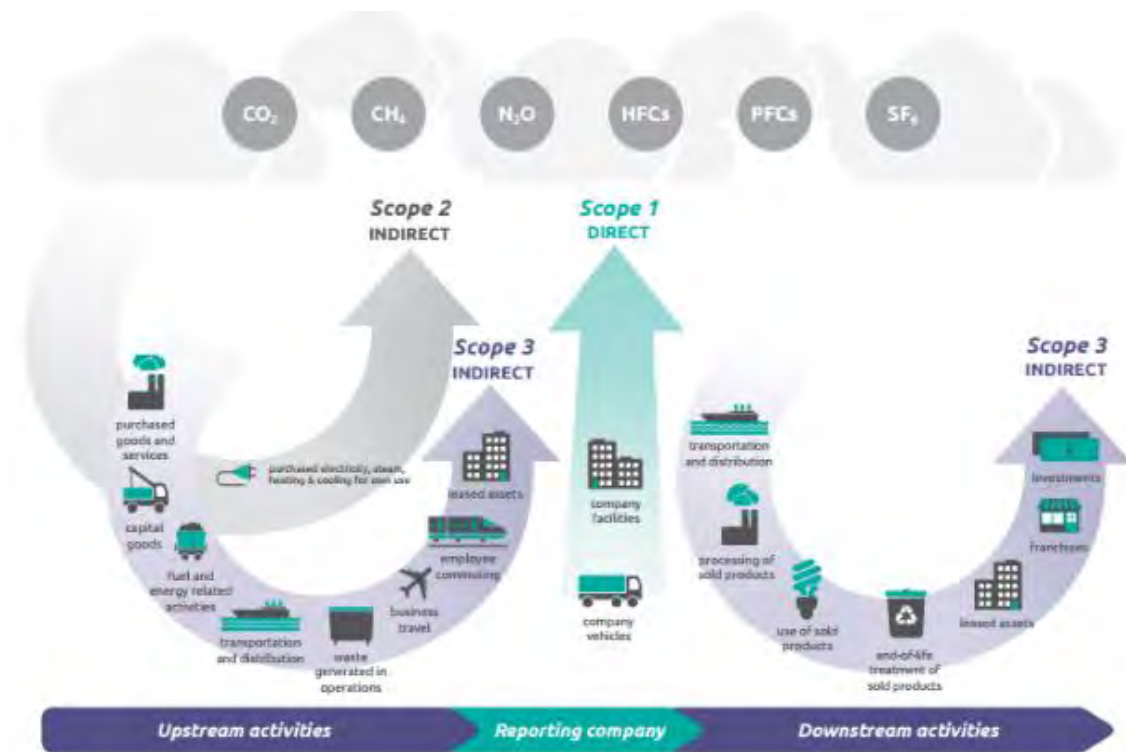 CO₂ CH₄ N₂O HFCs PFCs SF₆
Scope 2
INDIRECT
Scope 1
DIRECT
Scope 3
INDIRECT
Scope 3
INDIRECT
purchased
goods and
services
capital
goods
fuel and
energy related
activities
transportation
and distribution
waste
generated in
operations
business
travel
employee
commuting
leased assets
purchased electricity, steam,
heating & cooling for own use
company
facilities
company
vehicles
transportation
and distribution
processing of
sold products
use of sold
products
end-of-life
treatment of
sold products
leased assets
franchises
investments
Upstream activities
Reporting company
Downstream activities